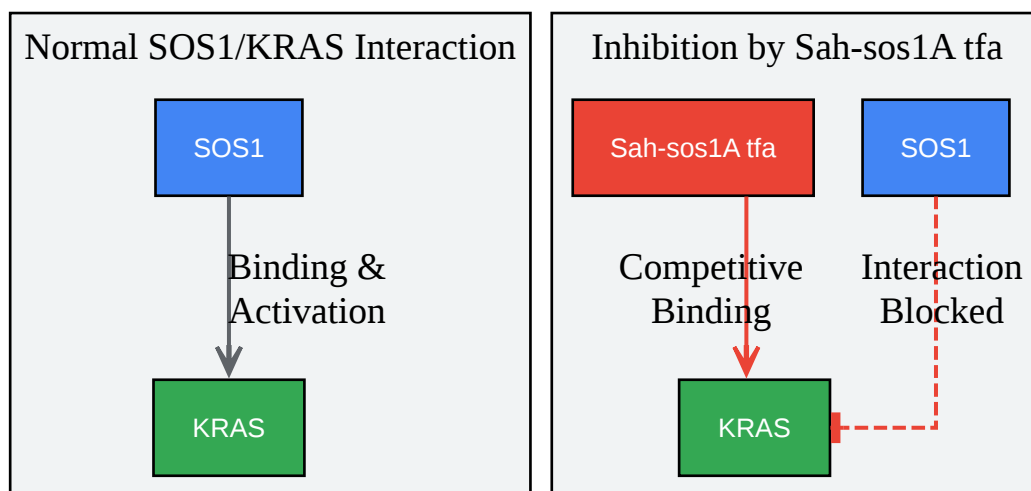 Normal SOS1/KRAS Interaction
SOS1
Binding &
Activation
KRAS
Inhibition by Sah-sos1A tfa
Sah-sos1A tfa
SOS1
Competitive
Binding
Interaction
Blocked
KRAS